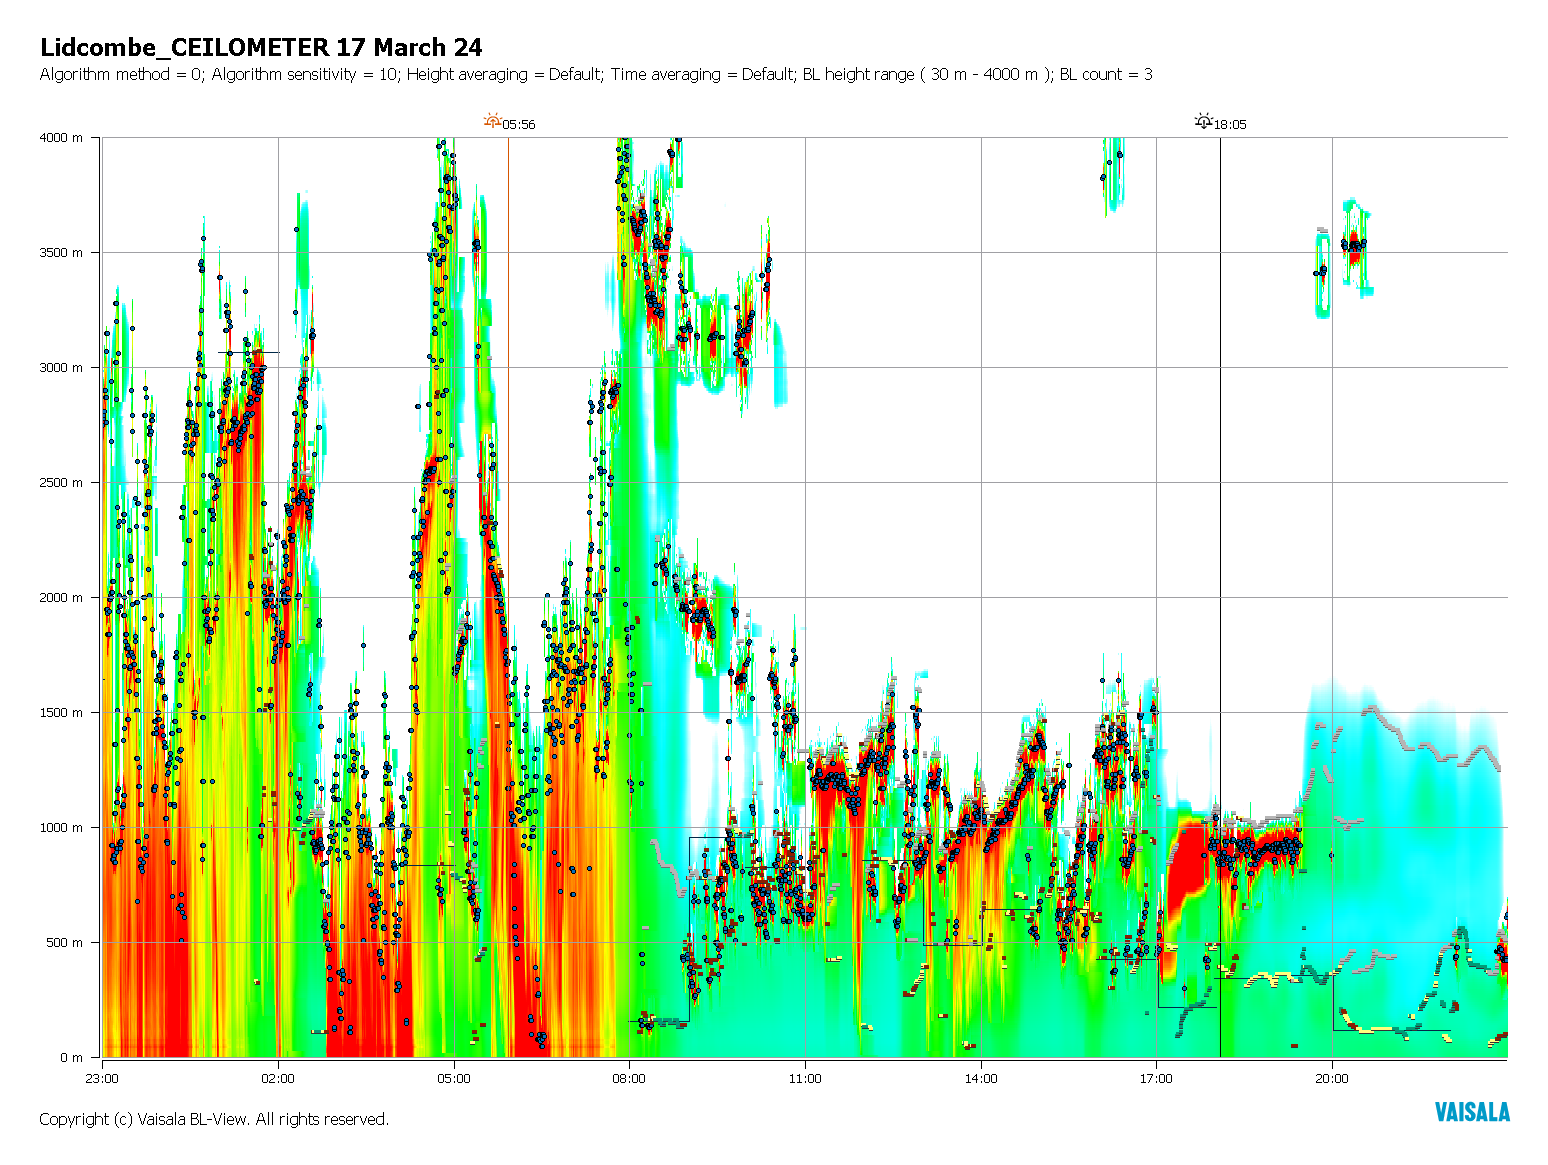 Lidcombe_CEILOMETER 17 March 24
Algorithm method = 0; Algorithm sensitivity = 10; Height averaging = Default; Time averaging = Default; BL height range ( 30 m - 4000 m ); BL count = 3
05:56
18:05
4000 m
3500 m
3000 m
2500 m
2000 m
1500 m
1000 m
500 m
0 m
23:00
02:00
05:00
08:00
11:00
14:00
17:00
20:00
Copyright (c) Vaisala BL-View. All rights reserved.
VAISALA